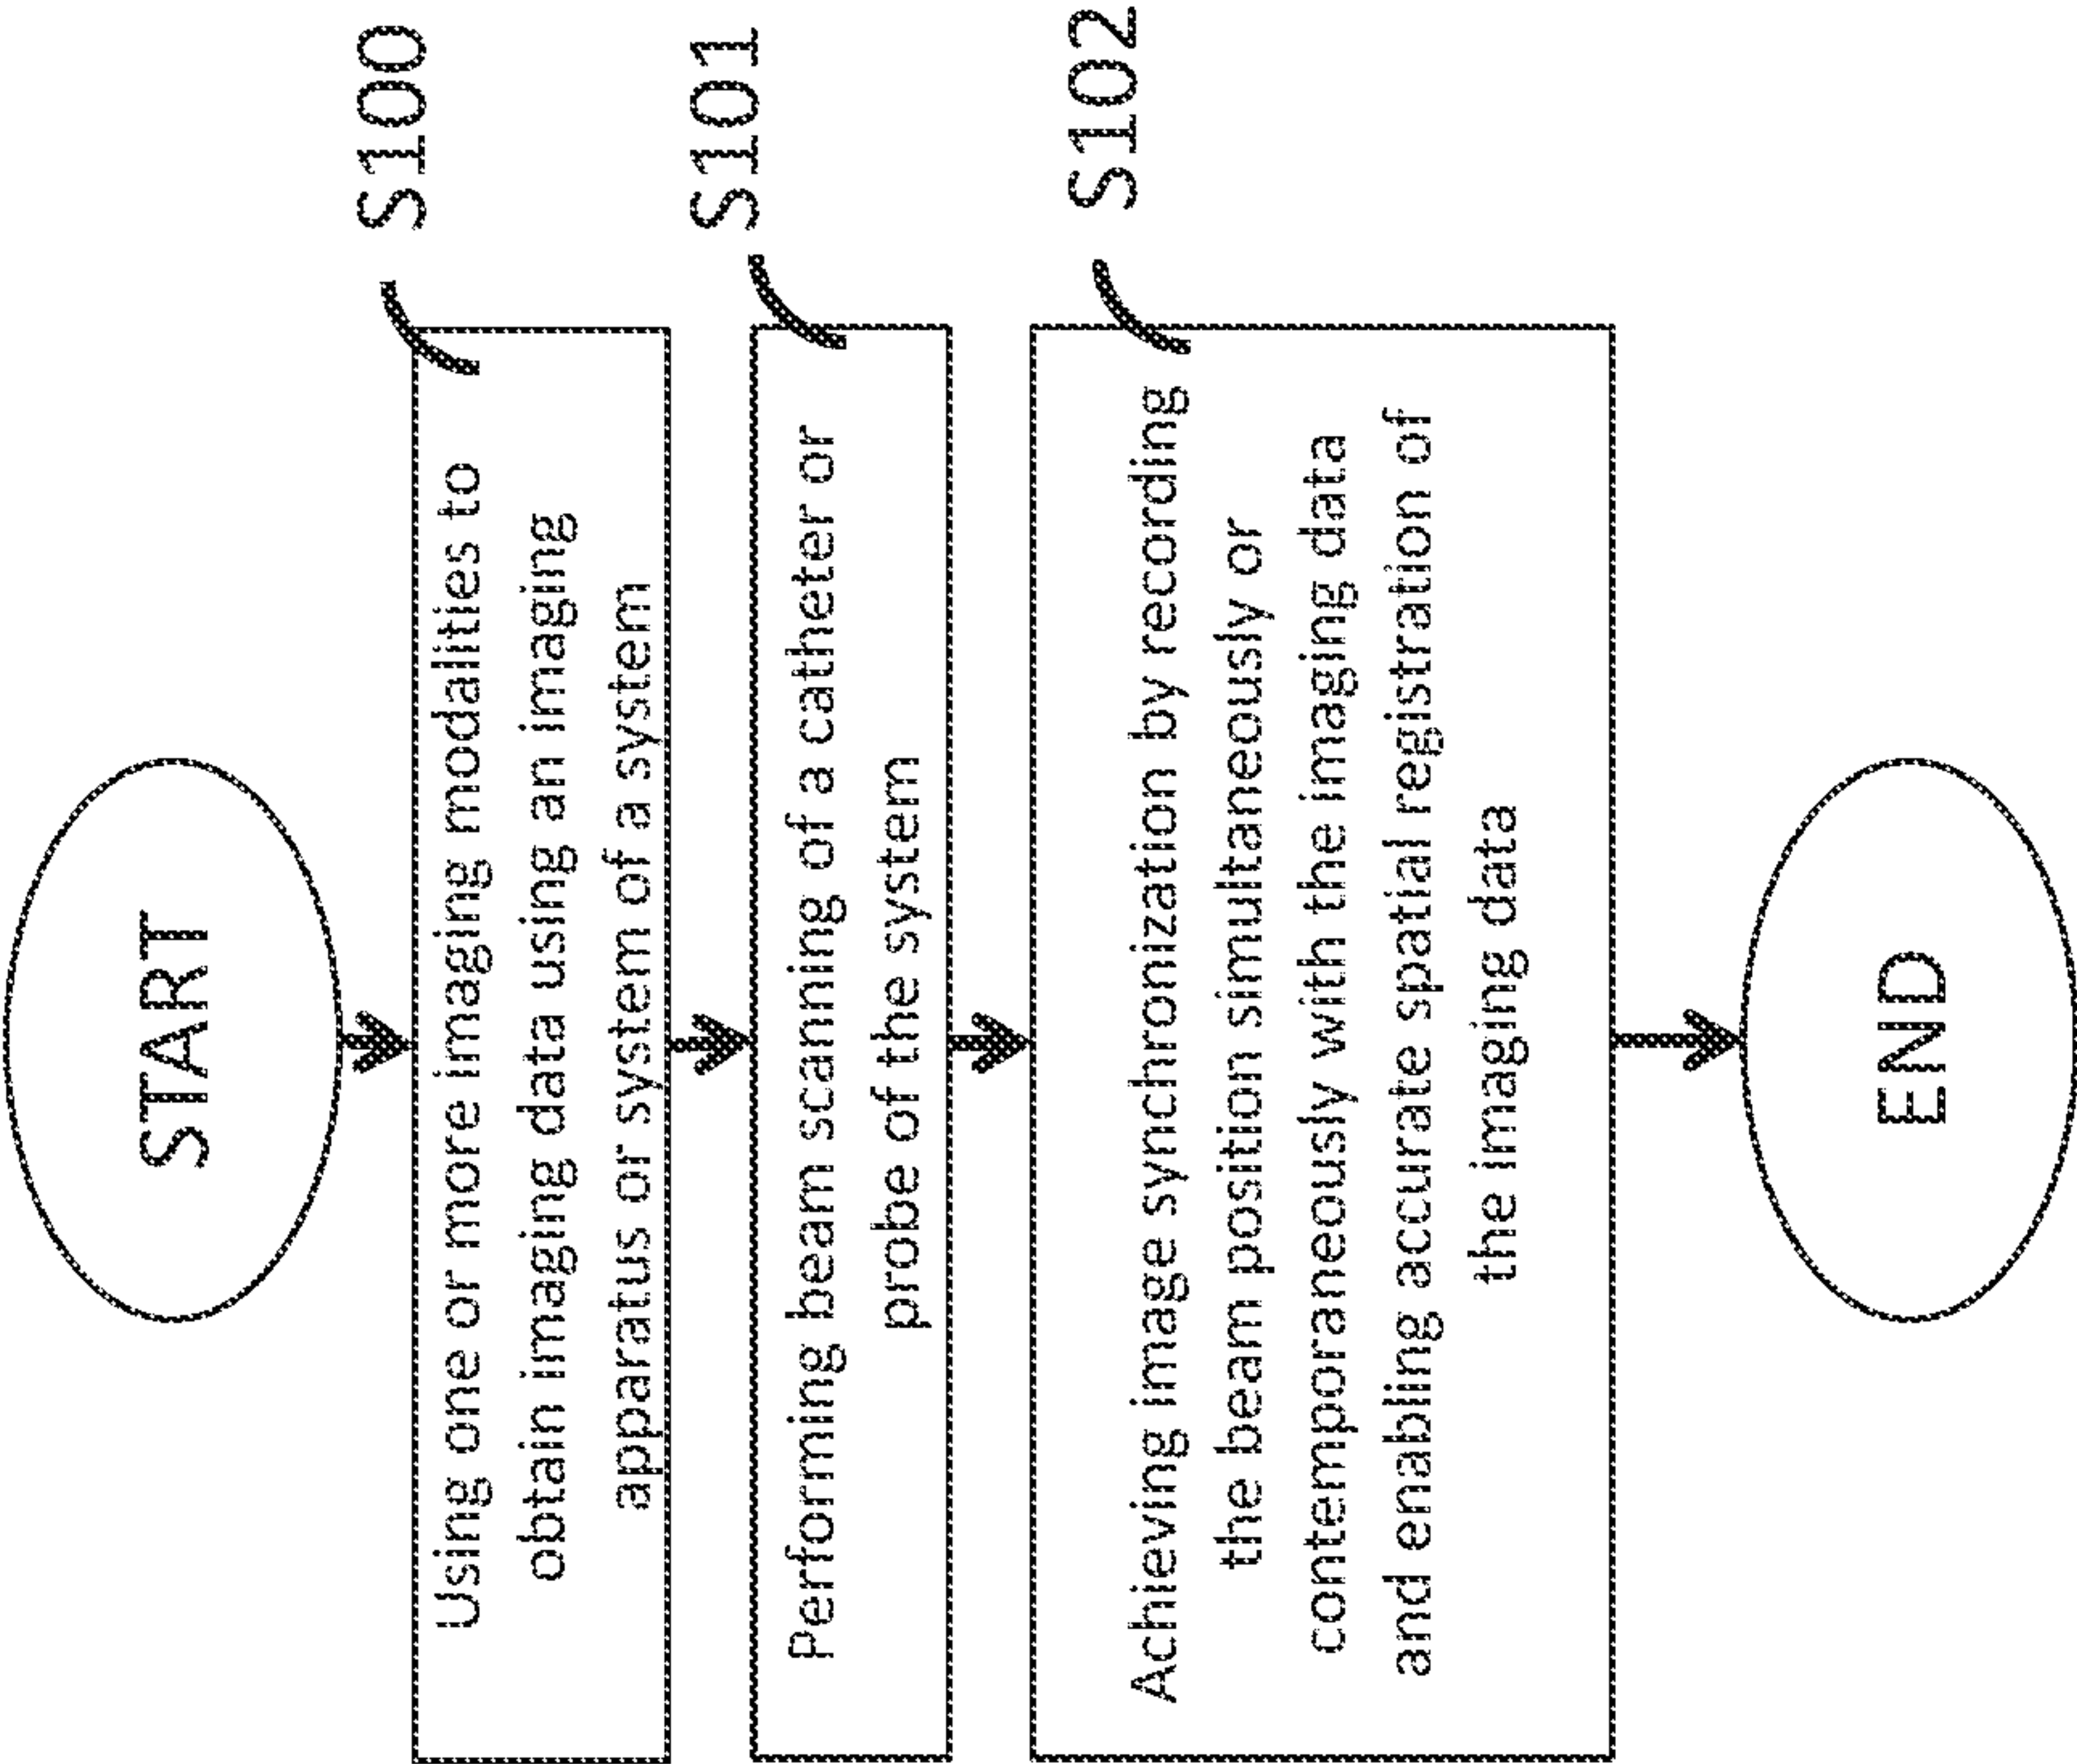 START
S100
Using one or more imaging modalities to
obtain imaging data using an imaging
apparatus or system of a system
S101
Performing beam scanning of a catheter or
probe of the system
S102
Achieving image synchronization by recording
the beam position simultaneously or
contemporaneously with the imaging data
and enabling accurate spatial registration of
the imaging data
END